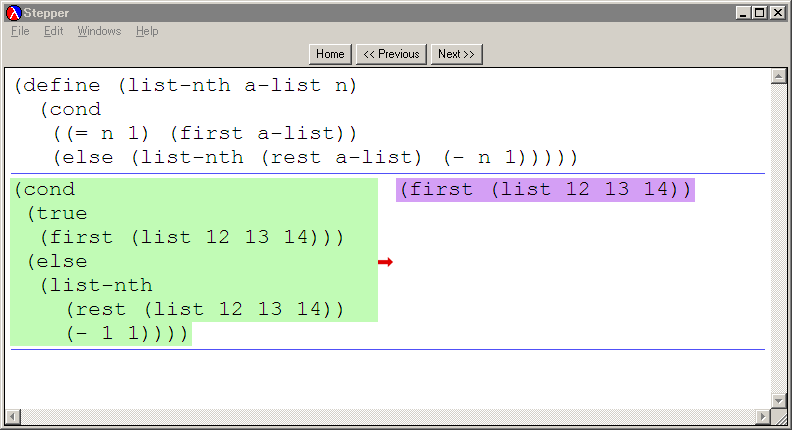 Stepper
File Edit Windows Help
Home << Previous Next >>
(define (list-nth a-list n)
  (cond
   ((= n 1) (first a-list))
   (else (list-nth (rest a-list) (- n 1)))))
(cond
 (true
  (first (list 12 13 14)))
 (else
  (list-nth
    (rest (list 12 13 14))
    (- 1 1))))
(first (list 12 13 14))